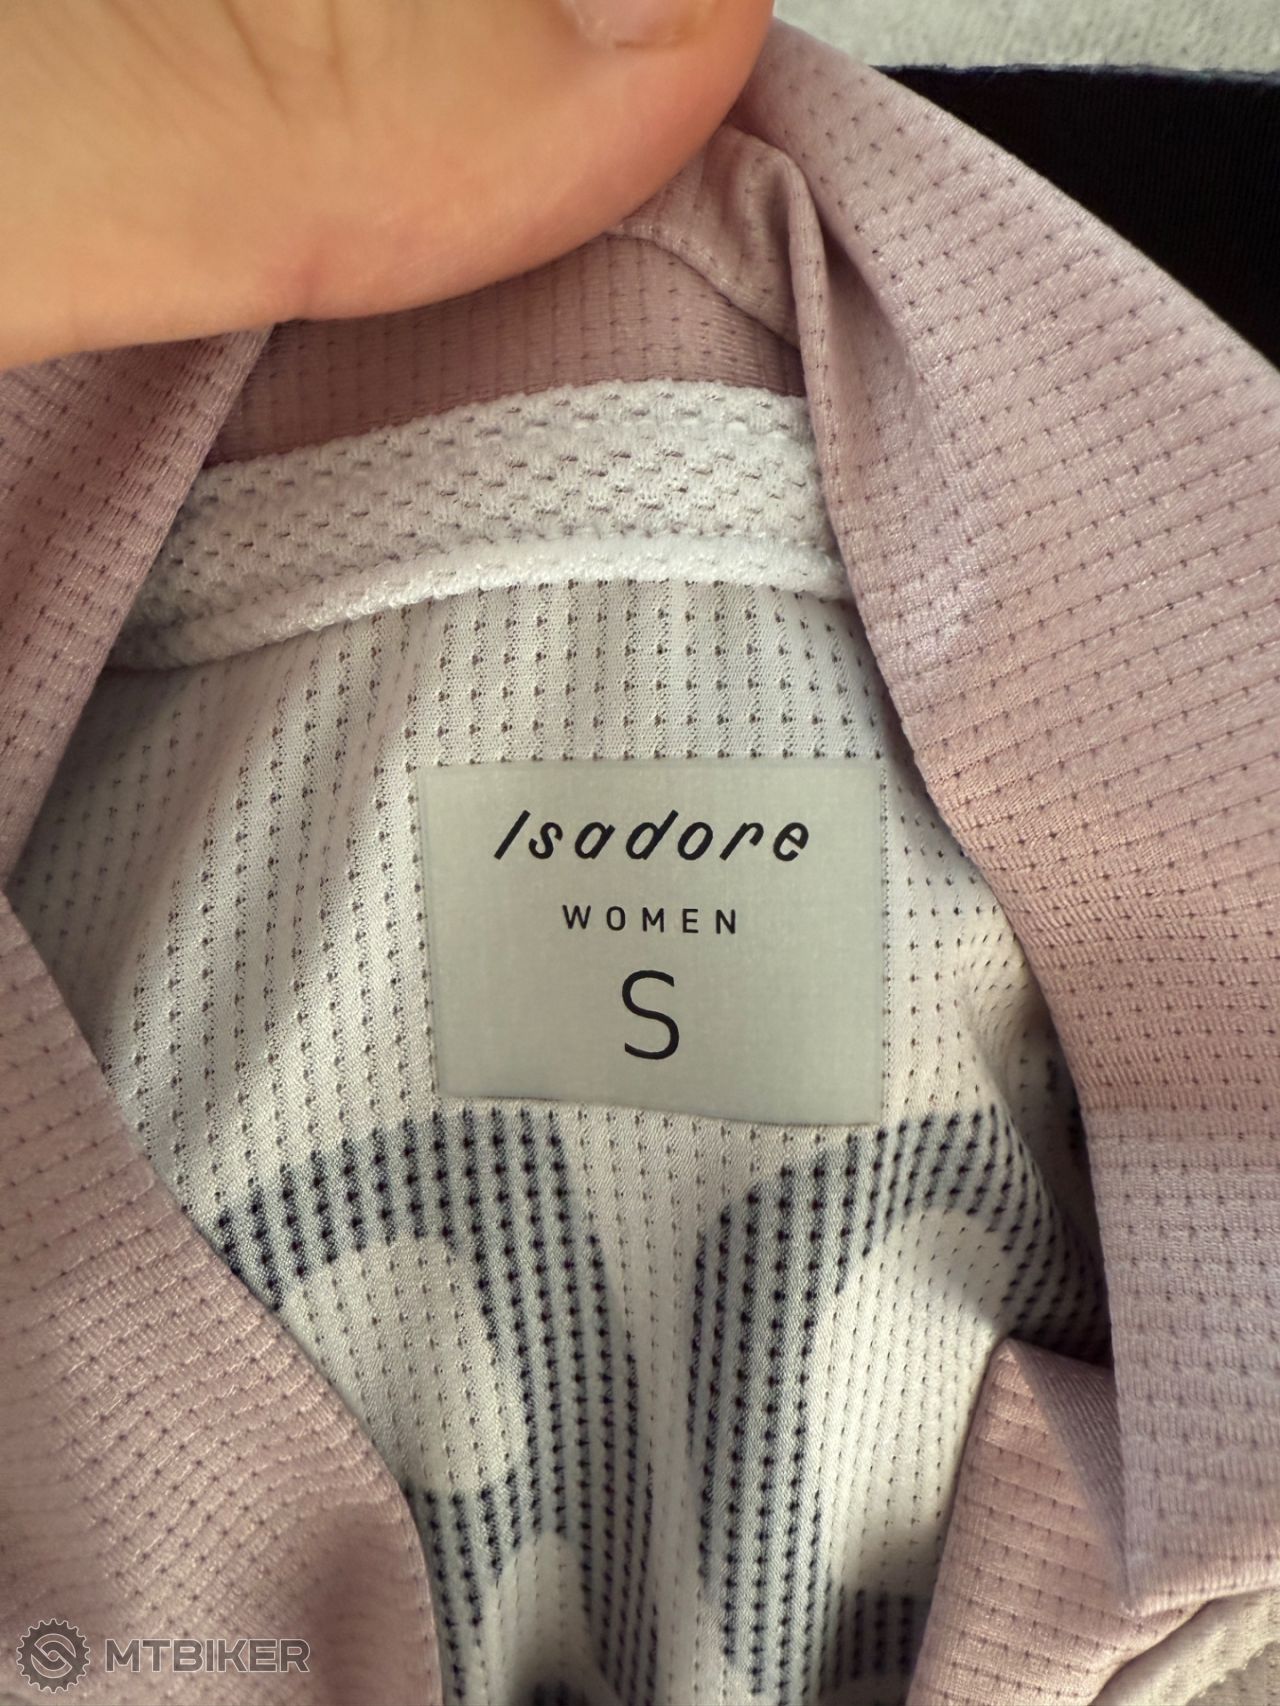 Isadore
WOMEN
S
MTBIKER